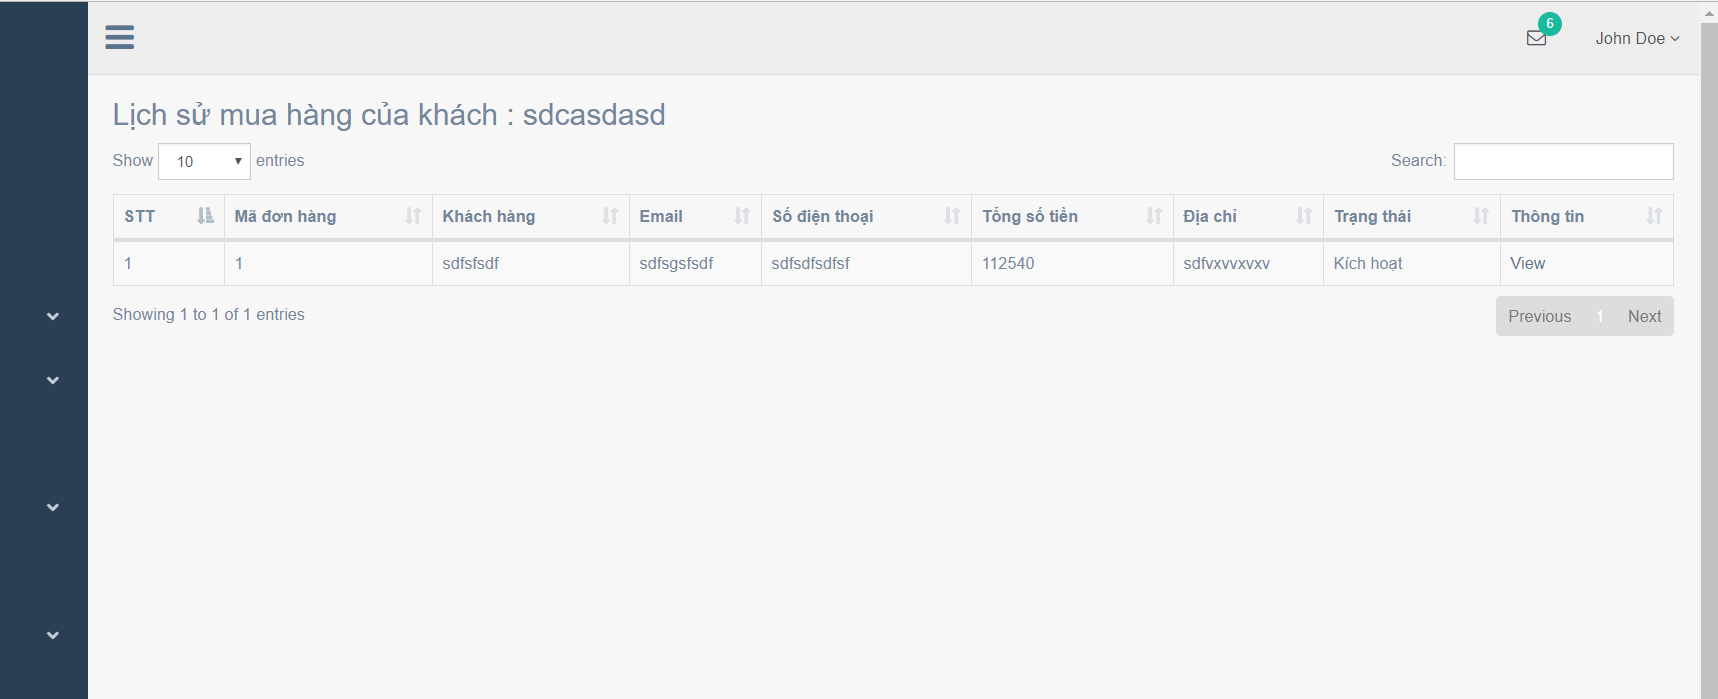 6
John Doe
Lịch sử mua hàng của khách : sdcasdasd
Show 10 entries Search:
STT Mã đơn hàng Khách hàng Email Số điện thoại Tổng số tiền Địa chỉ Trạng thái Thông tin
1 1 sdfsfsdf sdfsgsfsdf sdfsdfsdfsf 112540 sdfvxvvxvxv Kích hoạt View
Showing 1 to 1 of 1 entries Previous 1 Next